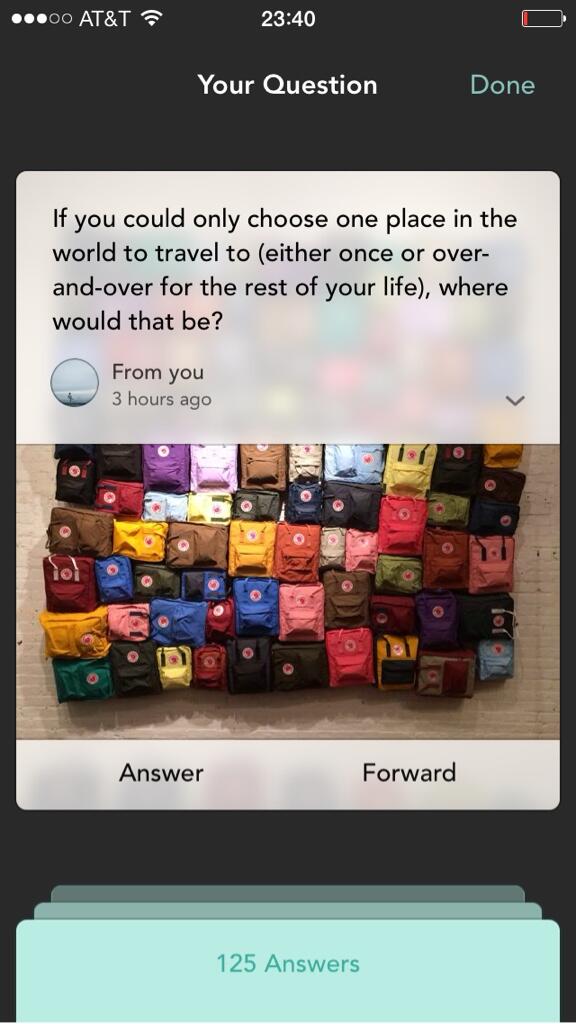 AT&T 23:40
Your Question Done
If you could only choose one place in the
world to travel to (either once or over-
and-over for the rest of your life), where
would that be?
From you
3 hours ago
Answer Forward
125 Answers